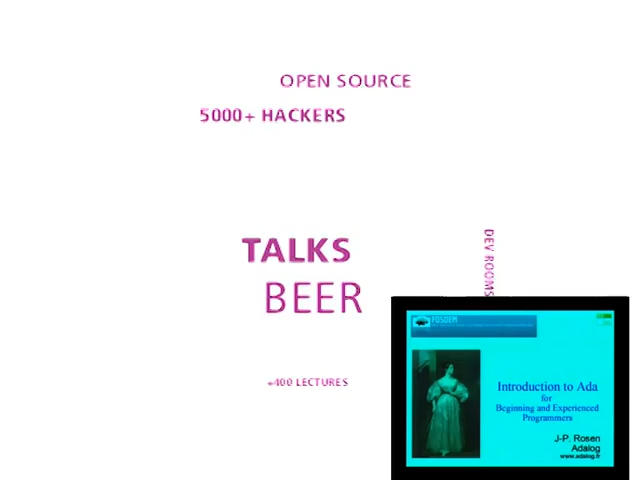 OPEN SOURCE
5000+ HACKERS
TALKS
DEV ROOMS
BEER
+400 LECTURES
FOSDEM
Introduction to Ada
for
Beginning and Experienced
Programmers
J-P. Rosen
Adalog
www.adalog.fr